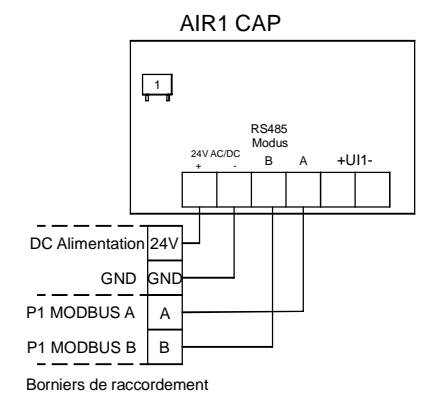 AIR1 CAP
1
RS485
Modus
24V AC/DC
+ - B A +UI1-
DC Alimentation 24V
GND GND
P1 MODBUS A A
P1 MODBUS B B
Borniers de raccordement